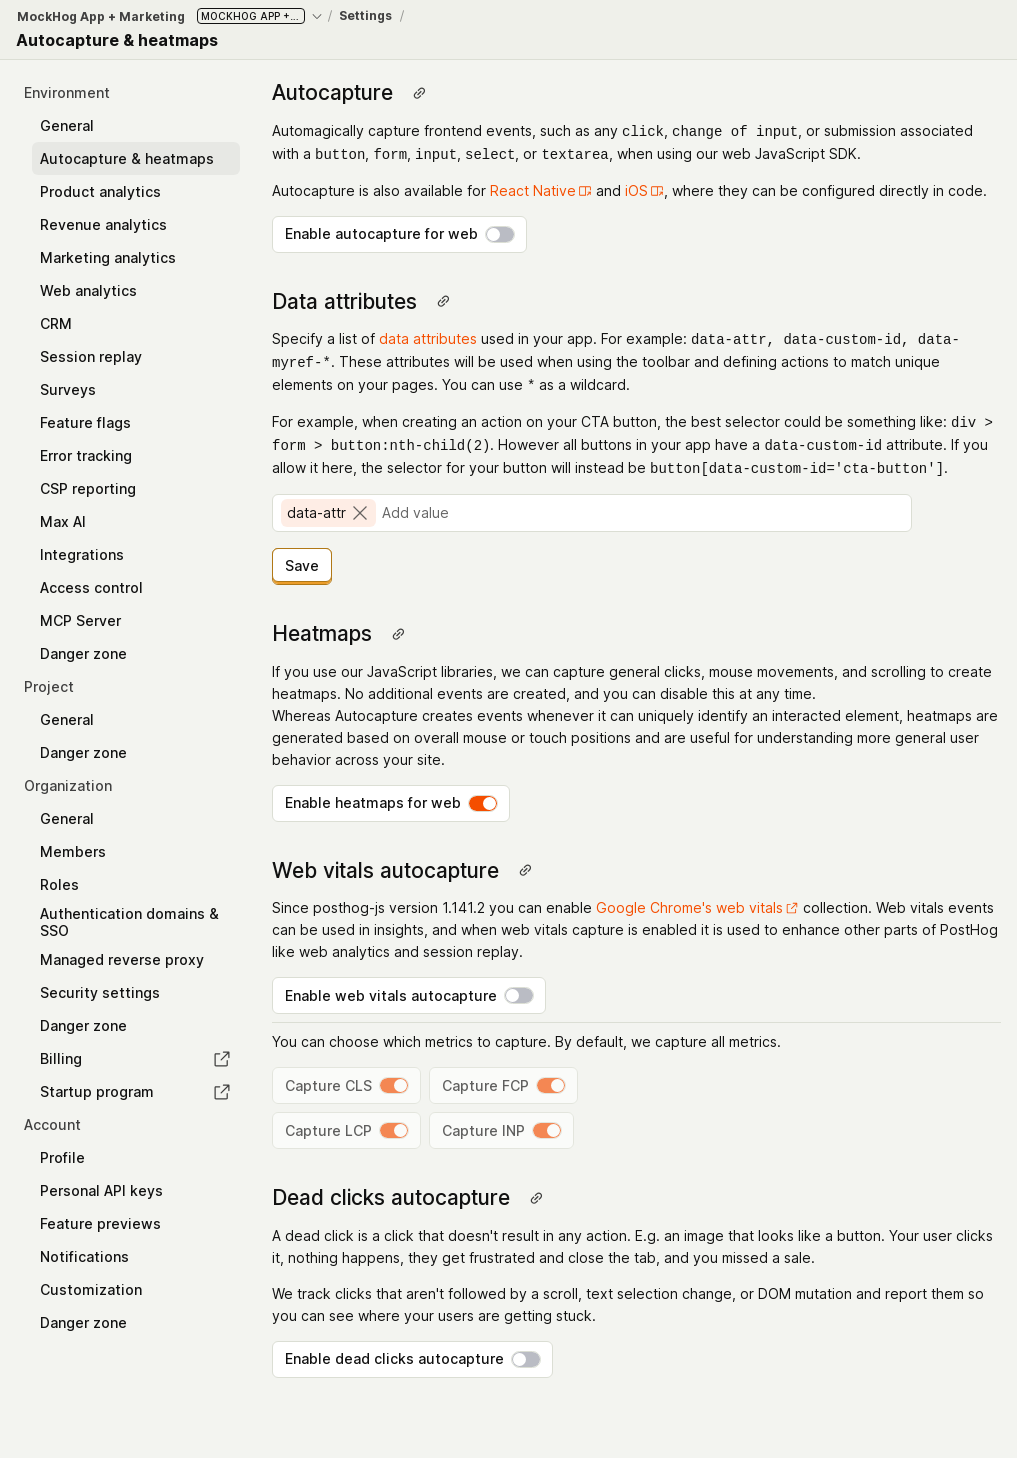 MockHog App + Marketing MOCKHOG APP +... / Settings /
Autocapture & heatmaps
Environment
General
Autocapture & heatmaps
Product analytics
Revenue analytics
Marketing analytics
Web analytics
CRM
Session replay
Surveys
Feature flags
Error tracking
CSP reporting
Max AI
Integrations
Access control
MCP Server
Danger zone
Project
General
Danger zone
Organization
General
Members
Roles
Authentication domains &
SSO
Managed reverse proxy
Security settings
Danger zone
Billing
Startup program
Account
Profile
Personal API keys
Feature previews
Notifications
Customization
Danger zone
Autocapture
Automagically capture frontend events, such as any click, change of input, or submission associated
with a button, form, input, select, or textarea, when using our web JavaScript SDK.
Autocapture is also available for React Native and iOS, where they can be configured directly in code.
Enable autocapture for web
Data attributes
Specify a list of data attributes used in your app. For example: data-attr, data-custom-id, data-
myref-*. These attributes will be used when using the toolbar and defining actions to match unique
elements on your pages. You can use * as a wildcard.
For example, when creating an action on your CTA button, the best selector could be something like: div >
form > button:nth-child(2). However all buttons in your app have a data-custom-id attribute. If you
allow it here, the selector for your button will instead be button[data-custom-id='cta-button'].
data-attr Add value
Save
Heatmaps
If you use our JavaScript libraries, we can capture general clicks, mouse movements, and scrolling to create
heatmaps. No additional events are created, and you can disable this at any time.
Whereas Autocapture creates events whenever it can uniquely identify an interacted element, heatmaps are
generated based on overall mouse or touch positions and are useful for understanding more general user
behavior across your site.
Enable heatmaps for web
Web vitals autocapture
Since posthog-js version 1.141.2 you can enable Google Chrome's web vitals collection. Web vitals events
can be used in insights, and when web vitals capture is enabled it is used to enhance other parts of PostHog
like web analytics and session replay.
Enable web vitals autocapture
You can choose which metrics to capture. By default, we capture all metrics.
Capture CLS Capture FCP
Capture LCP Capture INP
Dead clicks autocapture
A dead click is a click that doesn't result in any action. E.g. an image that looks like a button. Your user clicks
it, nothing happens, they get frustrated and close the tab, and you missed a sale.
We track clicks that aren't followed by a scroll, text selection change, or DOM mutation and report them so
you can see where your users are getting stuck.
Enable dead clicks autocapture